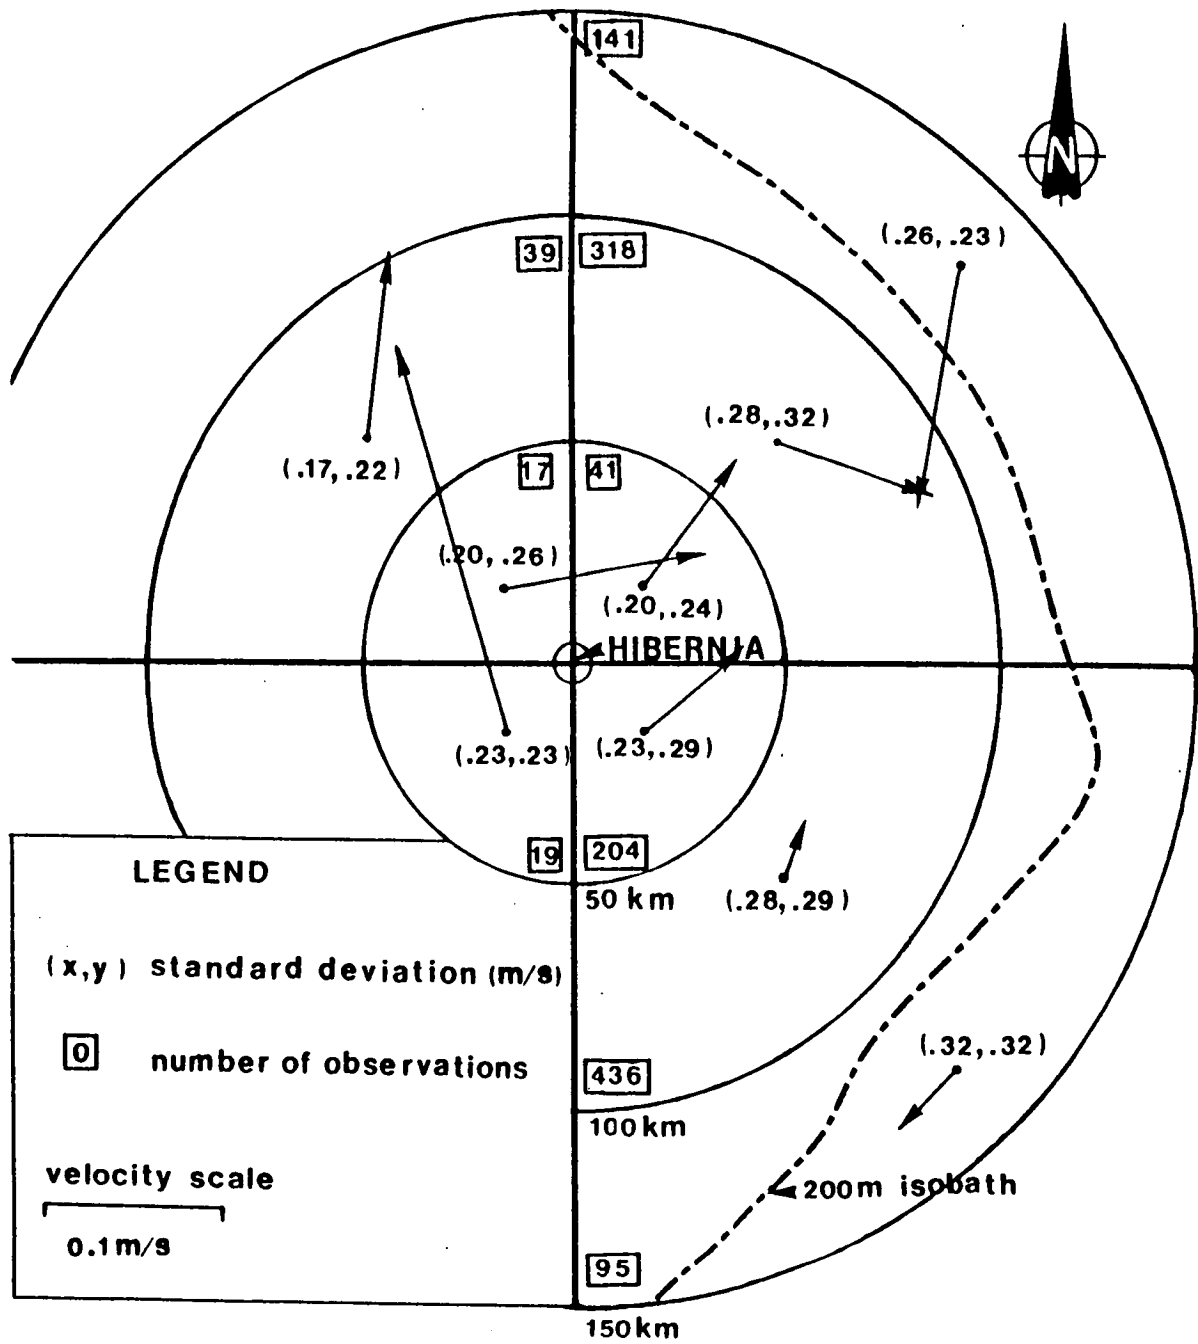 141
N
(.26,.23)
39
318
(.28,.32)
(.17,.22)
17
41
(.20,.26)
(.20,.24)
HIBERNIA
(.23,.23)
(.23,.29)
19
204
LEGEND
50 km
(.28,.29)
(x,y) standard deviation (m/s)
0
number of observations
(.32,.32)
436
100 km
velocity scale
200m isobath
0.1m/s
95
150 km